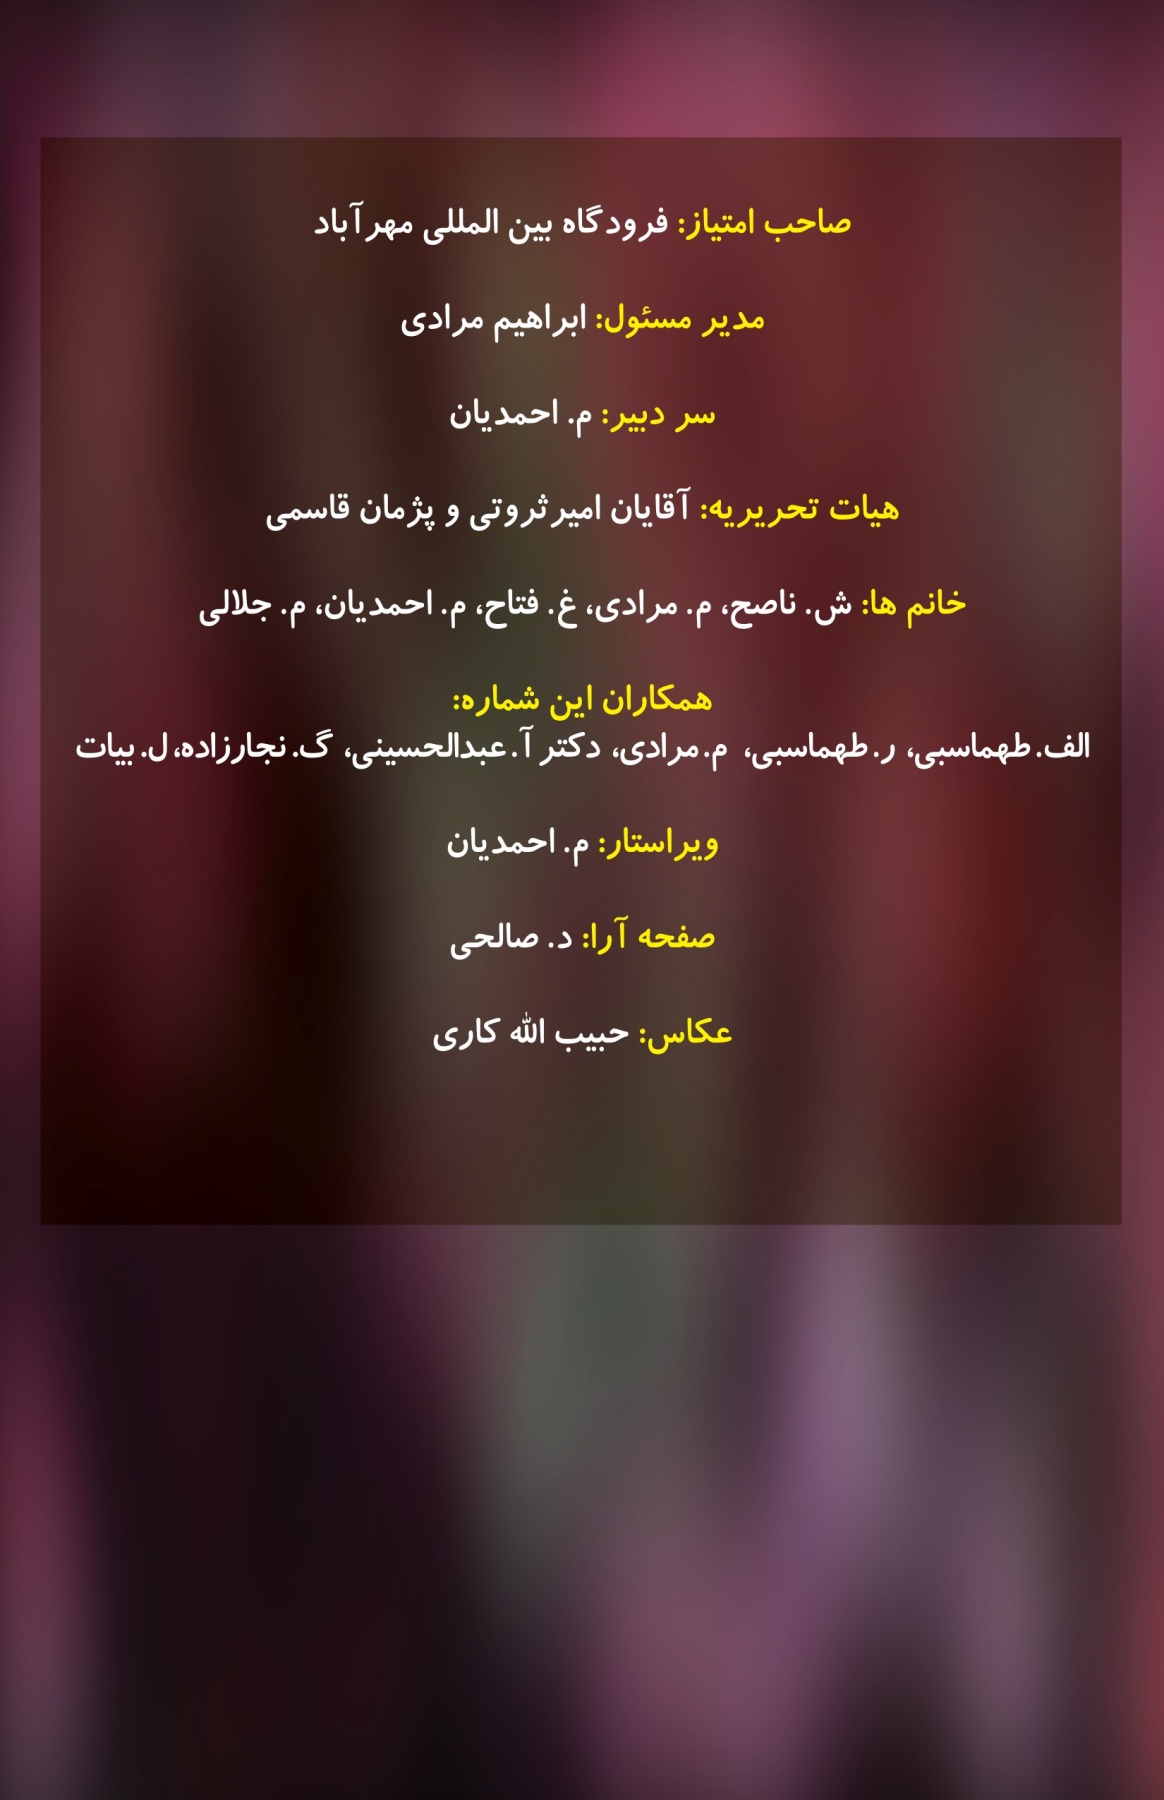 صاحب امتیاز: فرودگاه بین المللی مهرآباد
مدیر مسئول: ابراهیم مرادی
سر دبیر: م. احمدیان
هیات تحریریه: آقایان امیرثروتی و پژمان قاسمی
خانم ها: ش. ناصح، م. مرادی، غ. فتاح، م. احمدیان، م. جلالی
همکاران این شماره:
الف. طهماسبی، ر. طهماسبی، م. مرادی، دکتر آ. عبدالحسینی، گ. نجارزاده، ل. بیات
ویراستار: م. احمدیان
صفحه آرا: د. صالحی
عکاس: حبیب الله کاری